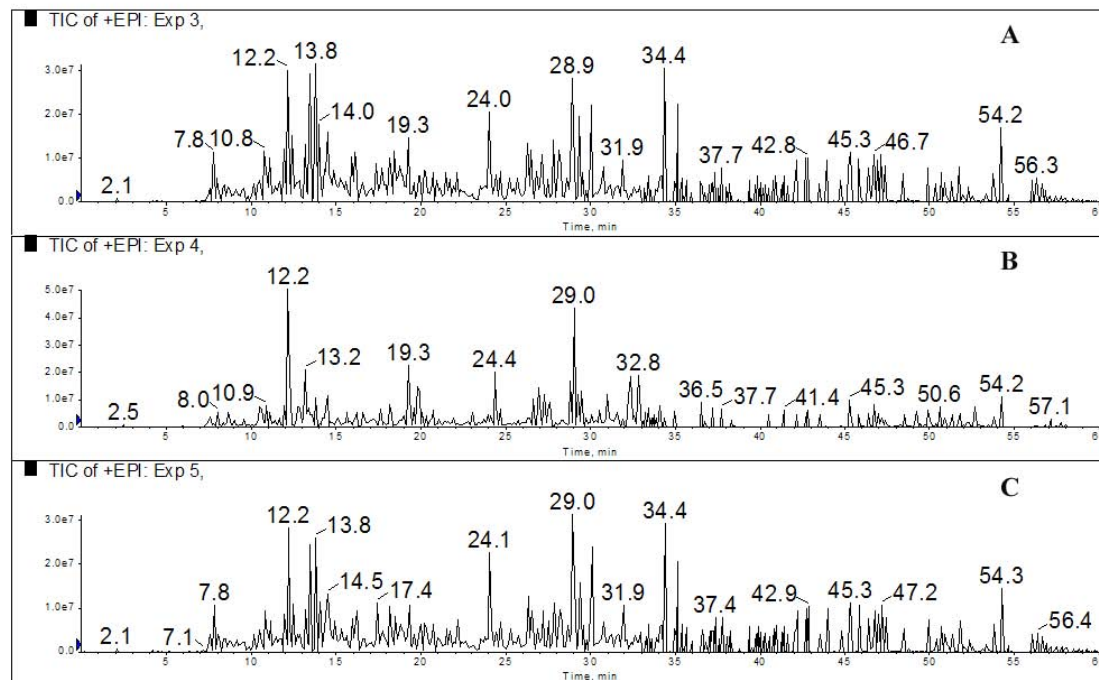 TIC of +EPI: Exp 3,
A
13.8
12.2
34.4
28.9
3.0e7
14.0
24.0
2.0e7
54.2
7.8
10.8
19.3
31.9
42.8
45.3
46.7
1.0e7
37.7
56.3
2.1
0.0
5 10 15 20 25 30 35 40 45 50 55 60
Time, min
TIC of +EPI: Exp 4,
B
12.2
29.0
5.0e7
4.0e7
3.0e7
13.2
19.3
24.4
32.8
2.0e7
8.0
10.9
36.5
37.7
41.4
45.3
50.6
54.2
1.0e7
2.5
57.1
0.0
5 10 15 20 25 30 35 40 45 50 55 60
Time, min
TIC of +EPI: Exp 5,
C
29.0
34.4
12.2
13.8
3.0e7
24.1
2.0e7
14.5
17.4
54.3
7.8
31.9
42.9
45.3
47.2
1.0e7
37.4
56.4
2.1
7.1
0.0
5 10 15 20 25 30 35 40 45 50 55
Time, min